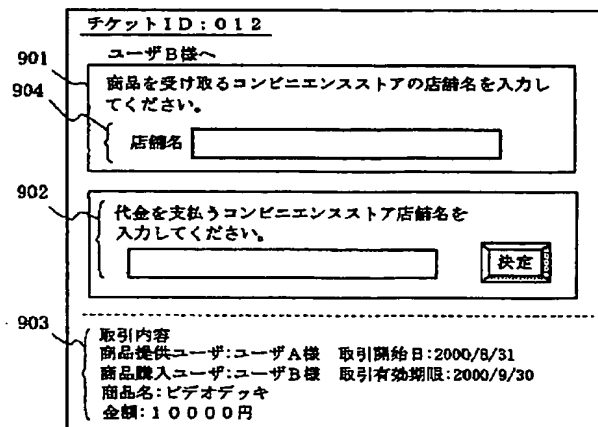 チケットID:012
ユーザB様へ
901
商品を受け取るコンビニエンスストアの店舗名を入力し
てください。
904
店舗名
902
代金を支払うコンビニエンスストア店舗名を
入力してください。
決定
903
取引内容
商品提供ユーザ:ユーザA様 取引開始日:2000/8/31
商品購入ユーザ:ユーザB様 取引有効期限:2000/9/30
商品名:ビデオデッキ
金額:10000円